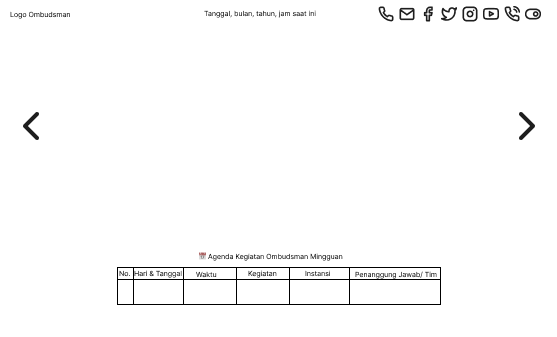 Logo Ombudsman
Tanggal, bulan, tahun, jam saat ini
Agenda Kegiatan Ombudsman Mingguan
No. Hari & Tanggal Waktu Kegiatan Instansi Penanggung Jawab/ Tim